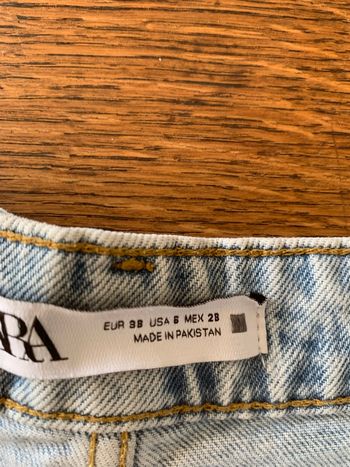 RA
EUR 38 USA 6 MEX 28
MADE IN PAKISTAN